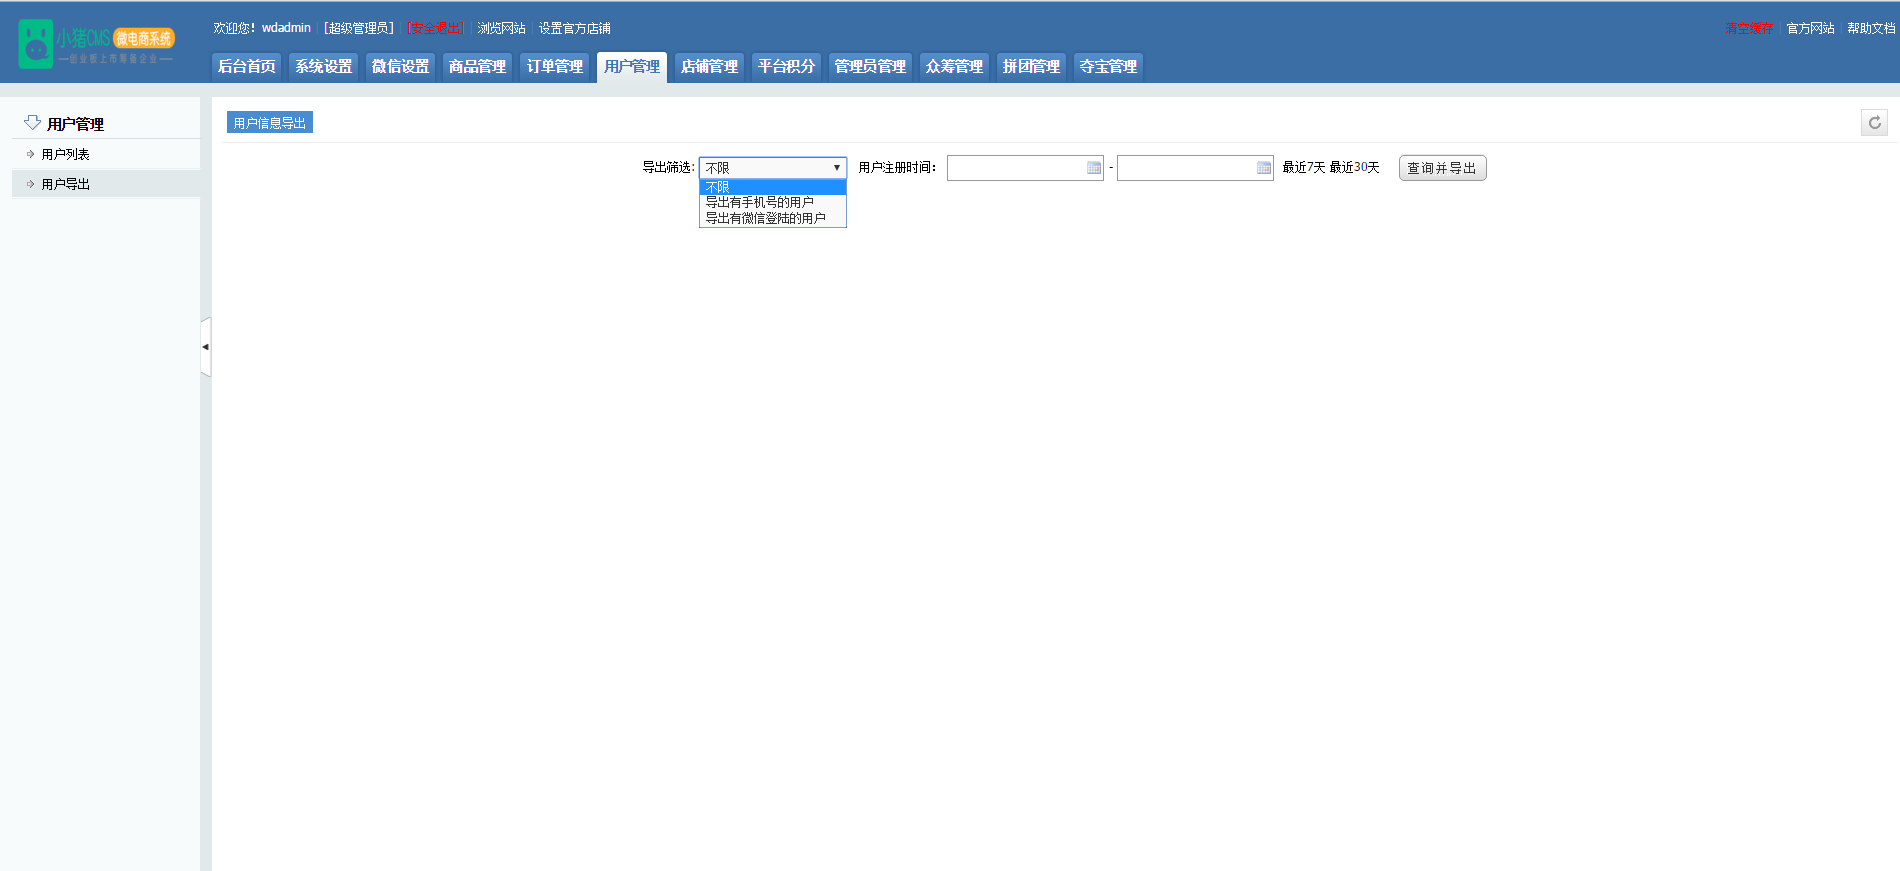 小猪CMS 微电商系统
—创业板上市筹备企业—
欢迎您！wdadmin | [超级管理员] | [安全退出] | 浏览网站 | 设置官方店铺
清空缓存 | 官方网站 | 帮助文档
后台首页 系统设置 微信设置 商品管理 订单管理 用户管理 店铺管理 平台积分 管理员管理 众筹管理 拼团管理 夺宝管理
用户管理
用户列表
用户导出
用户信息导出
导出筛选: 不限 用户注册时间： - 最近7天 最近30天 查询并导出
不限
导出有手机号的用户
导出有微信登陆的用户